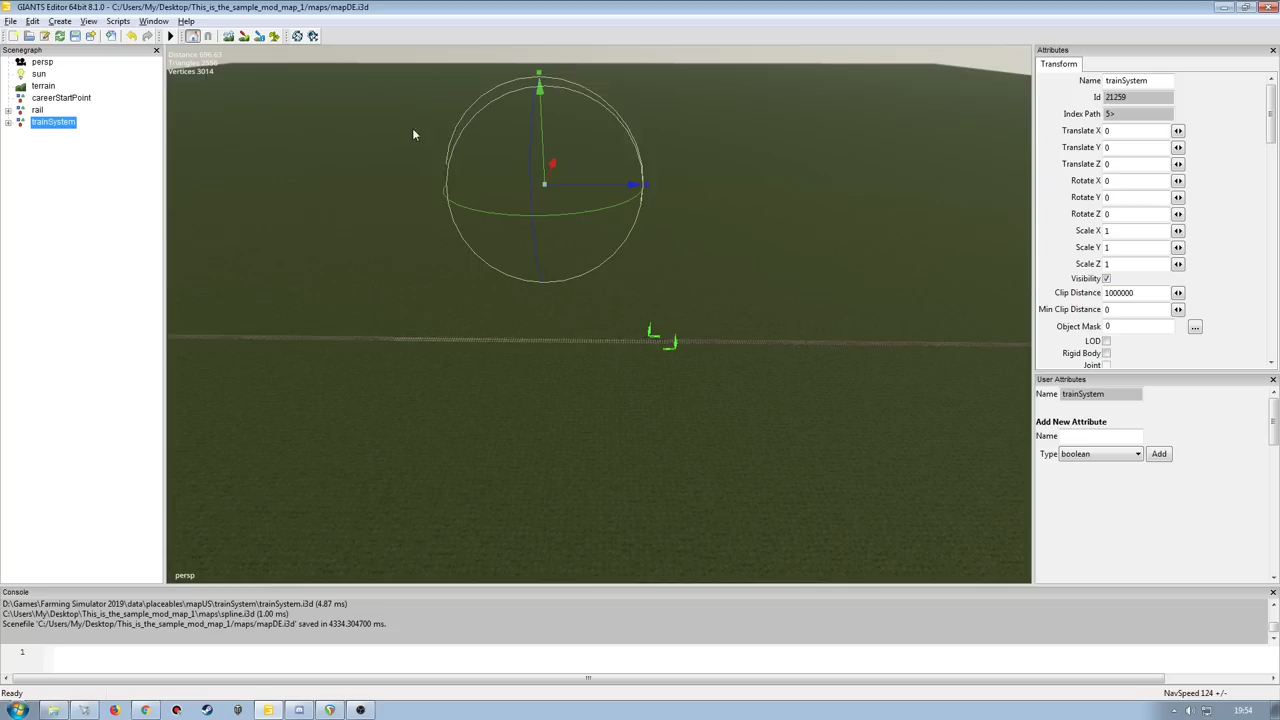 GIANTS Editor 64bit 8.1.0 - C:/Users/My/Desktop/This_is_the_sample_mod_map_1/maps/mapDE.i3d
File Edit View Create Scripts Window Help
Scenegraph
persp
sun
terrain
careerStartPoint
rail
trainSystem
Distance 696.63
Triangles 2556
Vertices 3014
persp
Attributes
Transform
Name trainSystem
Id 21259
Index Path 5>
Translate X 0
Translate Y 0
Translate Z 0
Rotate X 0
Rotate Y 0
Rotate Z 0
Scale X 1
Scale Y 1
Scale Z 1
Visibility
Clip Distance 1000000
Min Clip Distance 0
Object Mask 0 ...
LOD
Rigid Body
Joint
User Attributes
Name trainSystem
Add New Attribute
Name
Type boolean Add
Console
D:\Games\Farming Simulator 2019\data\placeables\mapUS\trainSystem\trainSystem.i3d (4.87 ms)
C:\Users\My\Desktop\This_is_the_sample_mod_map_1\maps\spline.i3d (1.00 ms)
Scenefile 'C:/Users/My/Desktop/This_is_the_sample_mod_map_1/maps/mapDE.i3d' saved in 4334.304700 ms.
1
Ready
NavSpeed 124 +/-
19:54